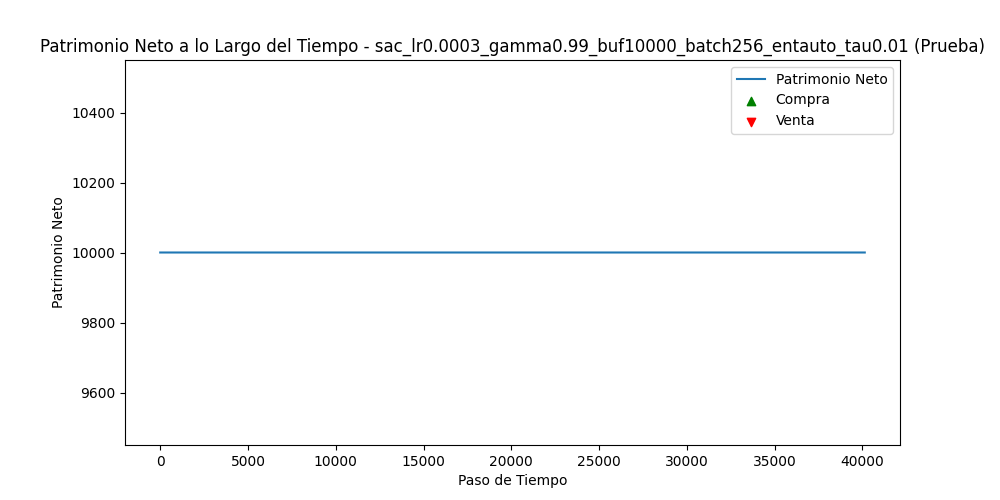 Patrimonio Neto a lo Largo del Tiempo - sac_lr0.0003_gamma0.99_buf10000_batch256_entauto_tau0.01 (Prueba)
Patrimonio Neto
Compra
Venta
10400
10200
10000
9800
9600
Patrimonio Neto
0 5000 10000 15000 20000 25000 30000 35000 40000
Paso de Tiempo